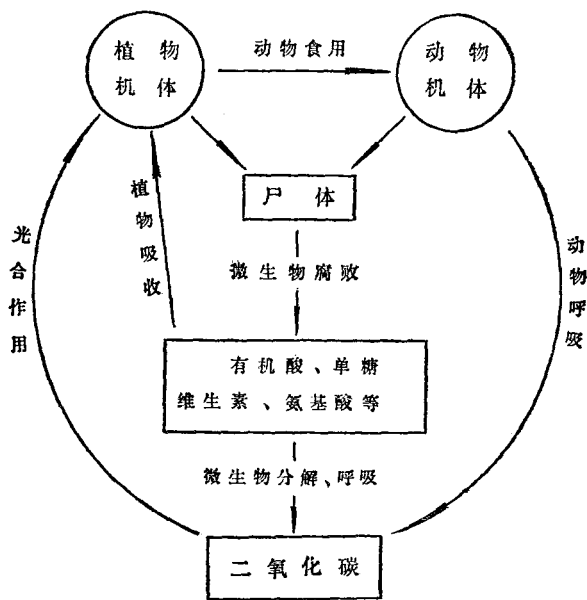 植物
机体
动物食用
动物
机体
尸体
植物吸收
微生物腐败
光合作用
动物呼吸
有机酸、单糖
维生素、氨基酸等
微生物分解、呼吸
二氧化碳